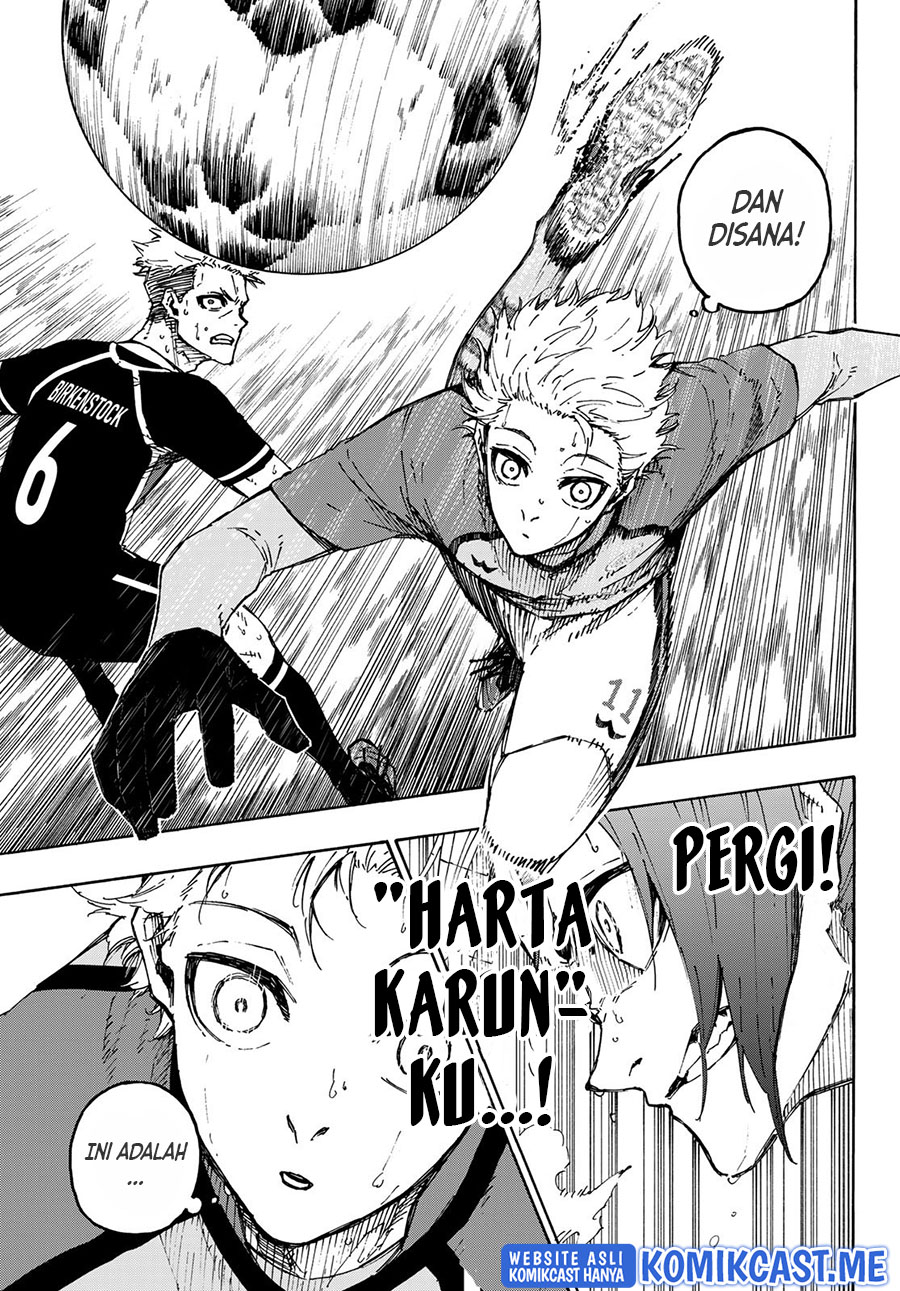 DAN
DISANA!
BIRKENSTOCK
6
11
PERGI!
"HARTA
KARUN"-
KU...!
INI ADALAH
...
WEBSITE ASLI
KOMIKCAST HANYA
KOMIKCAST.ME